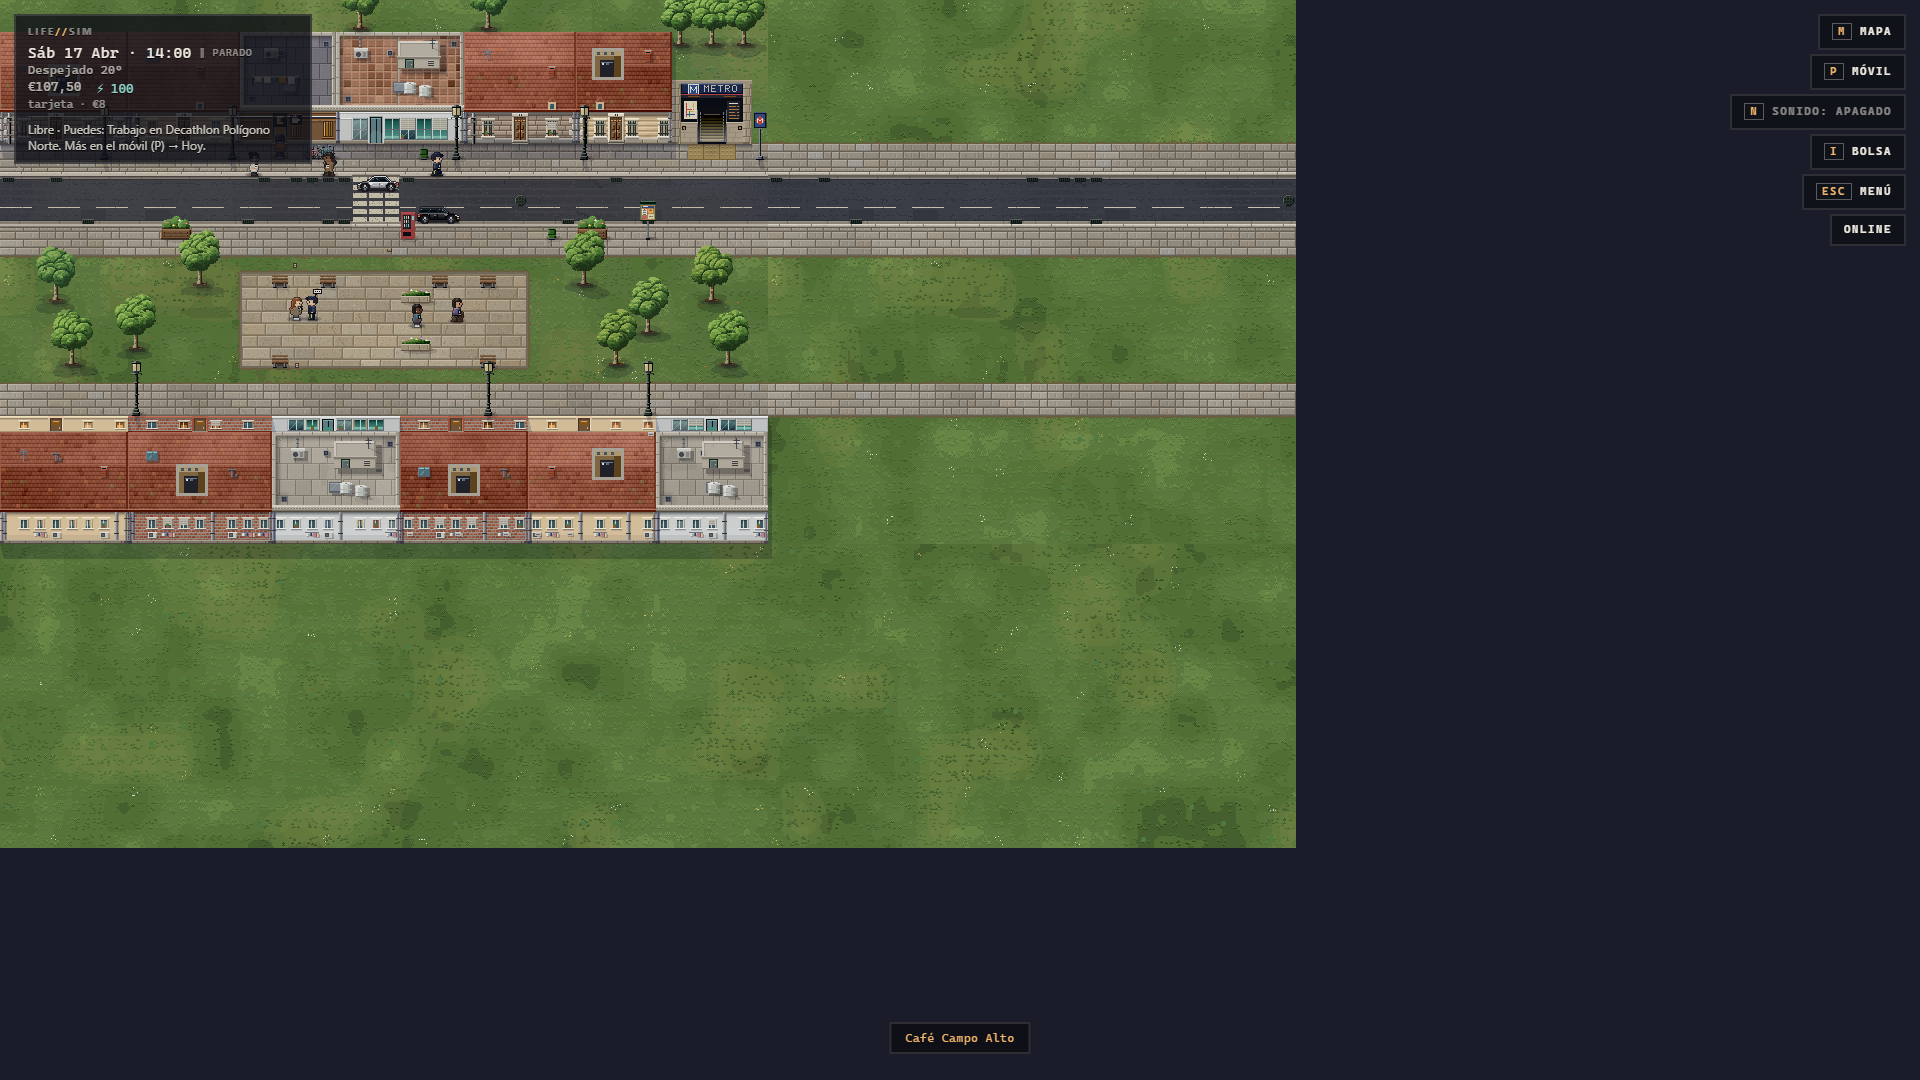 LIFE//SIM
Sáb 17 Abr · 14:00 ‖ PARADO
Despejado 20°
€107,50 ⚡ 100
tarjeta · €8
Libre · Puedes: Trabajo en Decathlon Polígono
Norte. Más en el móvil (P) → Hoy.
M METRO
M
M MAPA
P MÓVIL
N SONIDO: APAGADO
I BOLSA
ESC MENÚ
ONLINE
Café Campo Alto